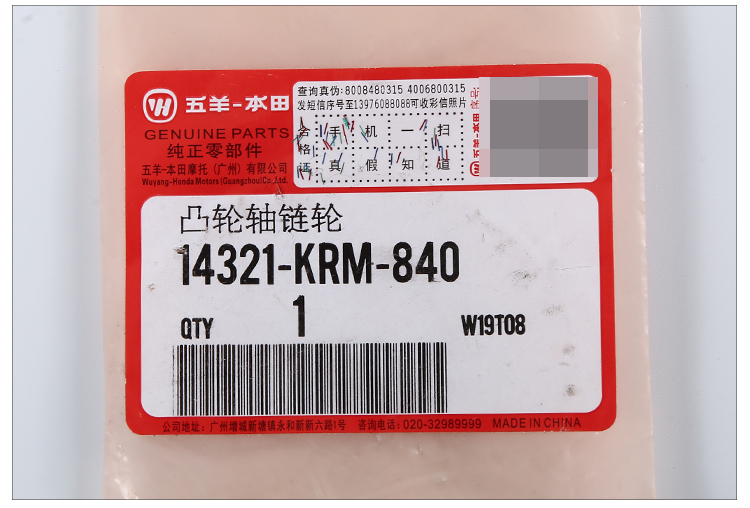 五羊-本田
GENUINE PARTS
纯正零部件
五羊-本田摩托(广州)有限公司
Wuyang-Honda Motors(Guangzhou)Co.,Ltd.
查询真伪:8008480315 4006800315
发短信序号至13976088088可收彩信照片
合格证
手机一扫
真假知道
五羊-本田
凸轮轴链轮
14321-KRM-840
QTY 1 W19T08
公司地址:广州增城新塘镇永和新新六路1号 咨询电话:020-32989999 MADE IN CHINA